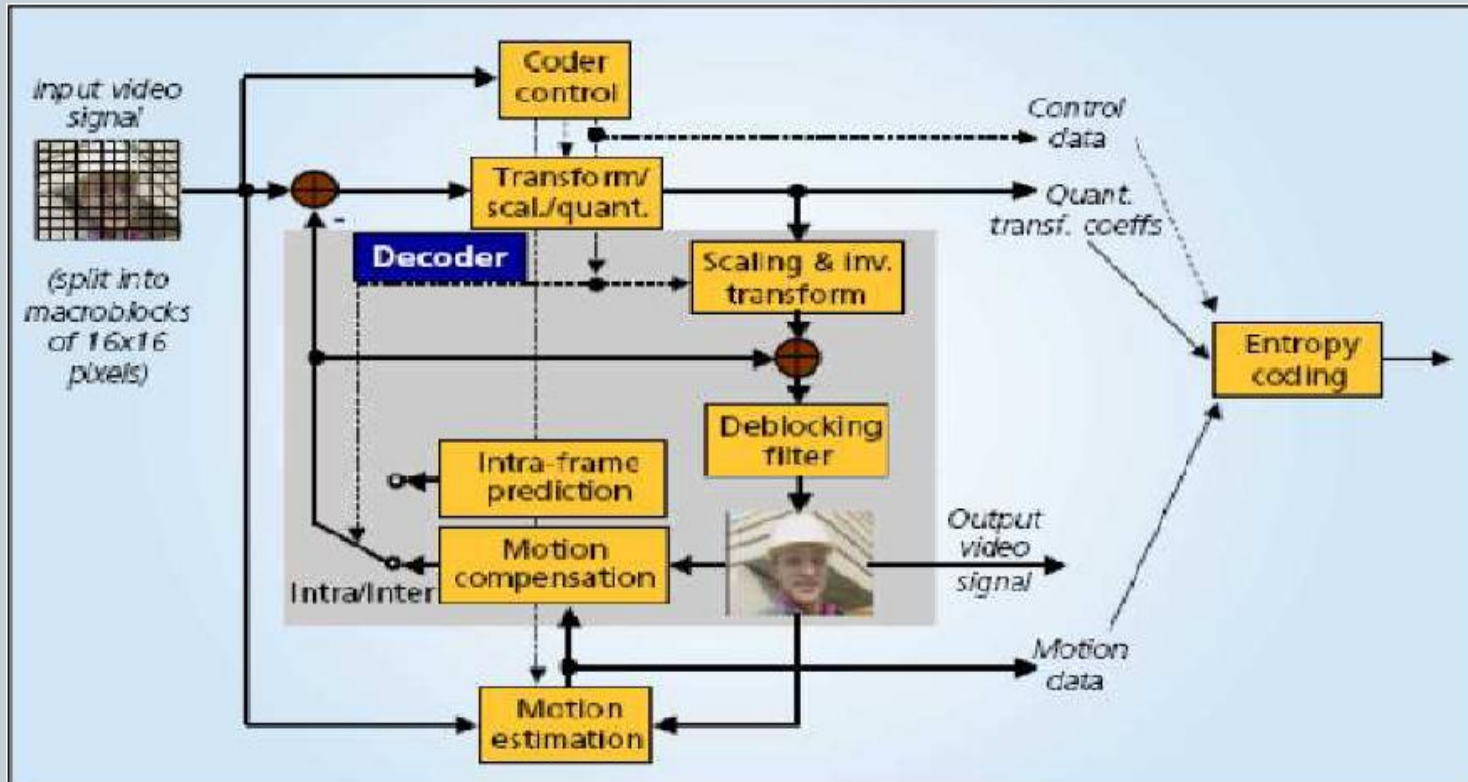 Input video
signal
(split into
macroblocks
of 16x16
pixels)
Coder
control
Transform/
scal./quant.
-
Decoder
Scaling & inv.
transform
Deblocking
filter
Intra-frame
prediction
Motion
compensation
Intra/Inter
Motion
estimation
Control
data
Quant.
transf. coeffs
Output
video
signal
Motion
data
Entropy
coding